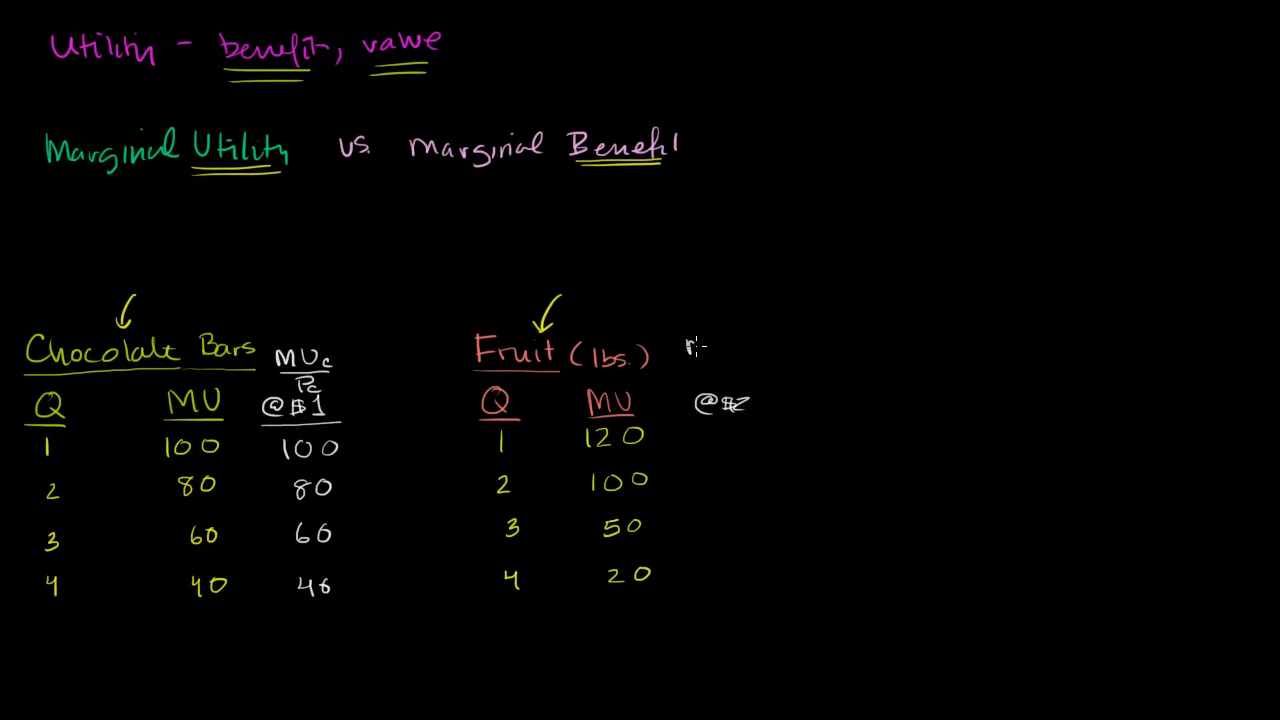 Utility - benefit, value
Marginal Utility vs. Marginal Benefit
Chocolate Bars MUc Fruit (lbs.)
Pc
Q MU @ $1 Q MU @ $2
1 100 100 1 120
2 80 80 2 100
3 60 60 3 50
4 40 40 4 20